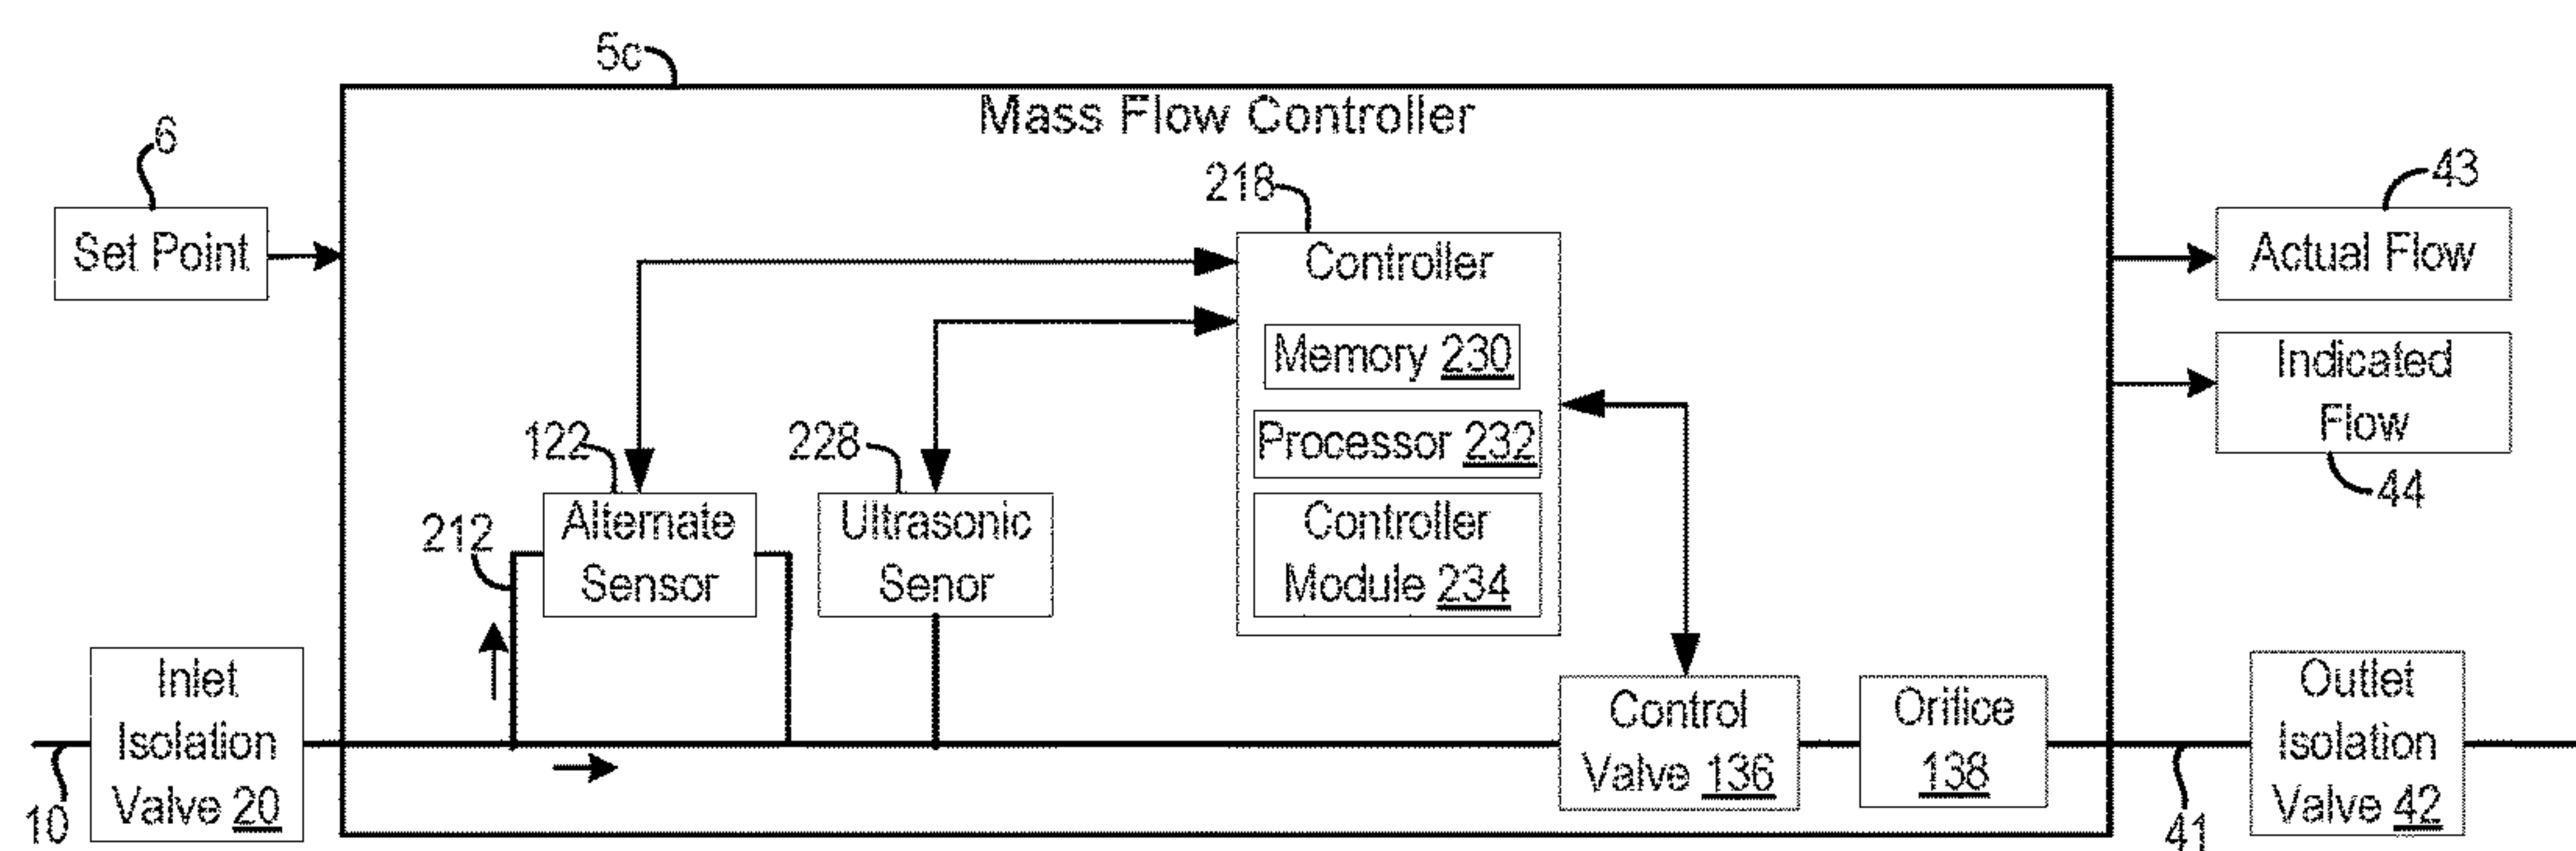 5c
Mass Flow Controller
6
Set Point
218
Controller
Memory 230
Processor 232
Controller
Module 234
43
Actual Flow
Indicated
Flow
44
122
Alternate
Sensor
228
Ultrasonic
Senor
212
Inlet
Isolation
Valve 20
10
Control
Valve 136
Orifice
138
41
Outlet
Isolation
Valve 42